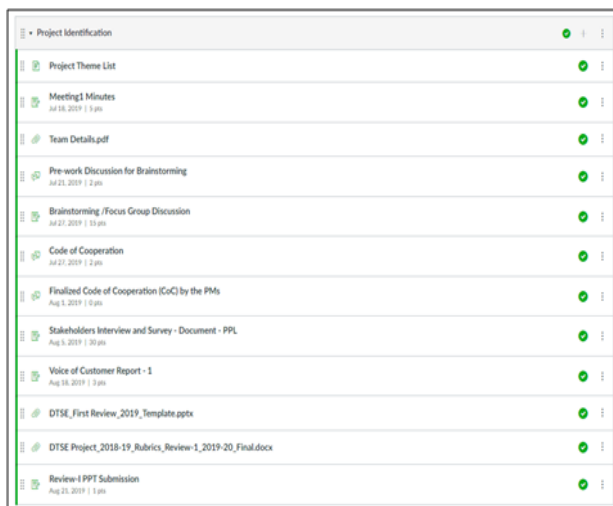 Project Identification
Project Theme List
Meeting1 Minutes
Jul 18, 2019 | 5 pts
Team Details.pdf
Pre-work Discussion for Brainstorming
Jul 21, 2019 | 2 pts
Brainstorming /Focus Group Discussion
Jul 27, 2019 | 15 pts
Code of Cooperation
Jul 27, 2019 | 2 pts
Finalized Code of Cooperation (CoC) by the PMs
Aug 1, 2019 | 0 pts
Stakeholders Interview and Survey - Document - PPL
Aug 5, 2019 | 30 pts
Voice of Customer Report - 1
Aug 18, 2019 | 3 pts
DTSE_First Review_2019_Template.pptx
DTSE Project_2018-19_Rubrics_Review-1_2019-20_Final.docx
Review-I PPT Submission
Aug 21, 2019 | 1 pts